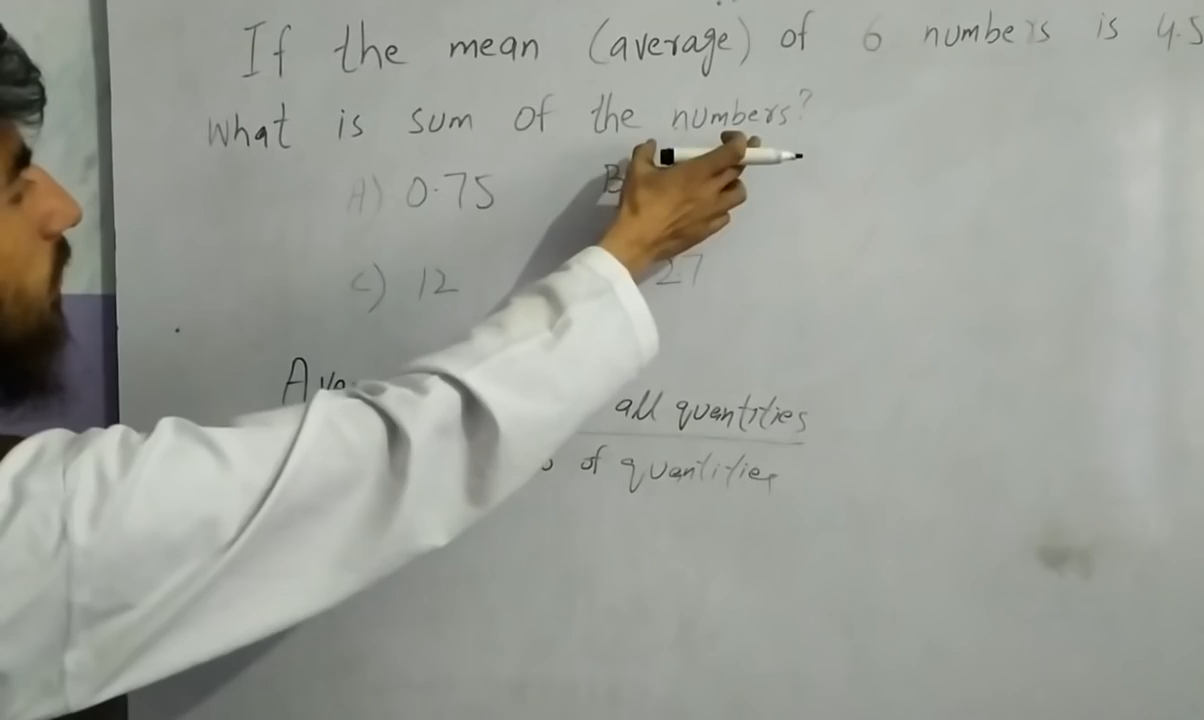 If the mean (average) of 6 numbers is 4.5
what is sum of the numbers?
A) 0.75 B
C) 12 27
all quantities
of quantities